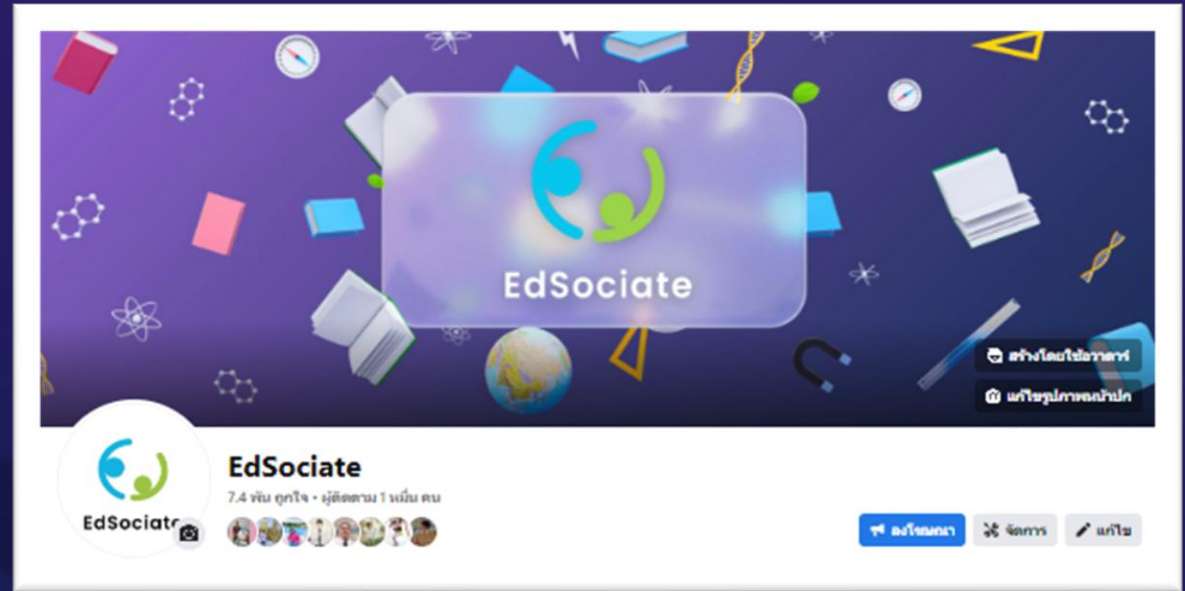 EdSociate
สร้างโดยใช้อวาตาร์
แก้ไขรูปภาพหน้าปก
EdSociate
EdSociate
7.4 พัน ถูกใจ • ผู้ติดตาม 1 หมื่น คน
ลงโฆษณา
จัดการ
แก้ไข